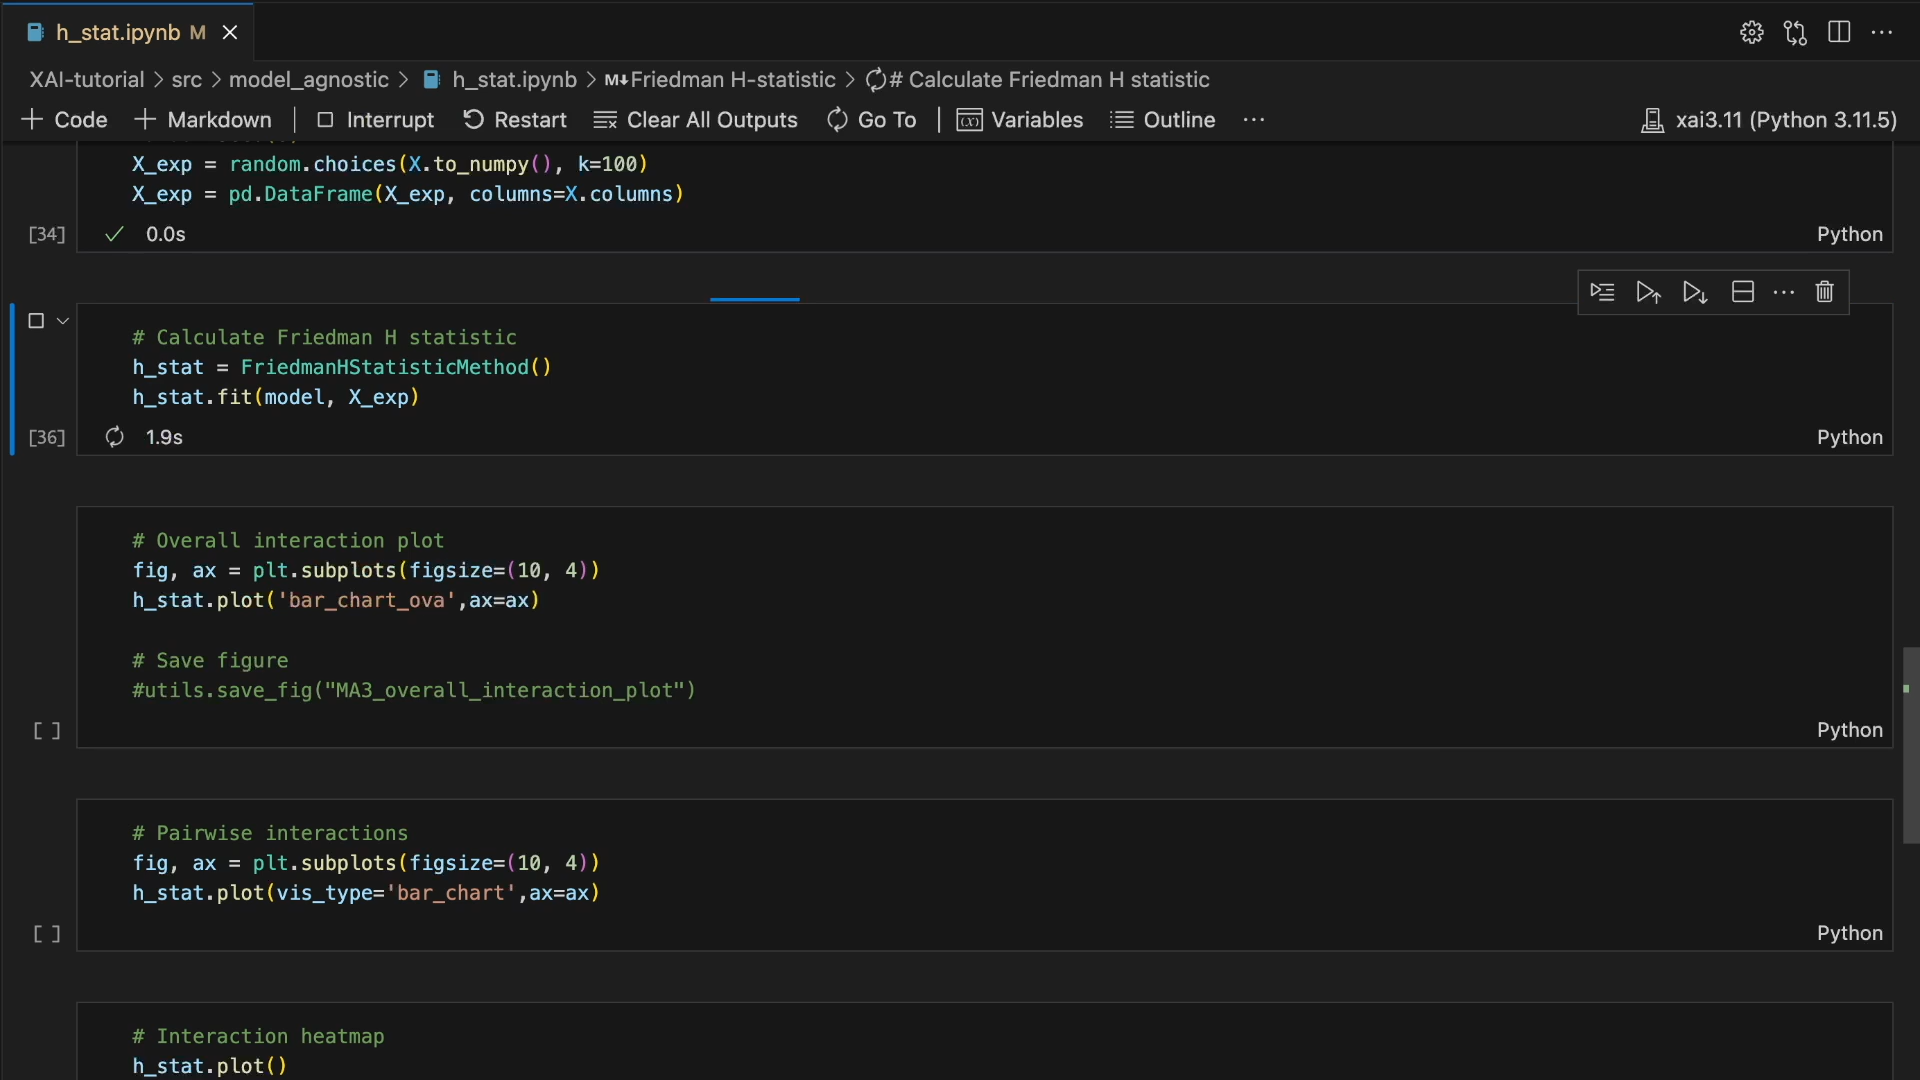 h_stat.ipynb M
XAI-tutorial > src > model_agnostic > h_stat.ipynb > M↓Friedman H-statistic > # Calculate Friedman H statistic
+ Code + Markdown | Interrupt Restart Clear All Outputs Go To | (x) Variables Outline ···
xai3.11 (Python 3.11.5)
X_exp = random.choices(X.to_numpy(), k=100)
X_exp = pd.DataFrame(X_exp, columns=X.columns)
[34] ✓ 0.0s Python
# Calculate Friedman H statistic
h_stat = FriedmanHStatisticMethod()
h_stat.fit(model, X_exp)
[36] 1.9s Python
# Overall interaction plot
fig, ax = plt.subplots(figsize=(10, 4))
h_stat.plot('bar_chart_ova',ax=ax)
# Save figure
#utils.save_fig("MA3_overall_interaction_plot")
[ ] Python
# Pairwise interactions
fig, ax = plt.subplots(figsize=(10, 4))
h_stat.plot(vis_type='bar_chart',ax=ax)
[ ] Python
# Interaction heatmap
h_stat.plot()